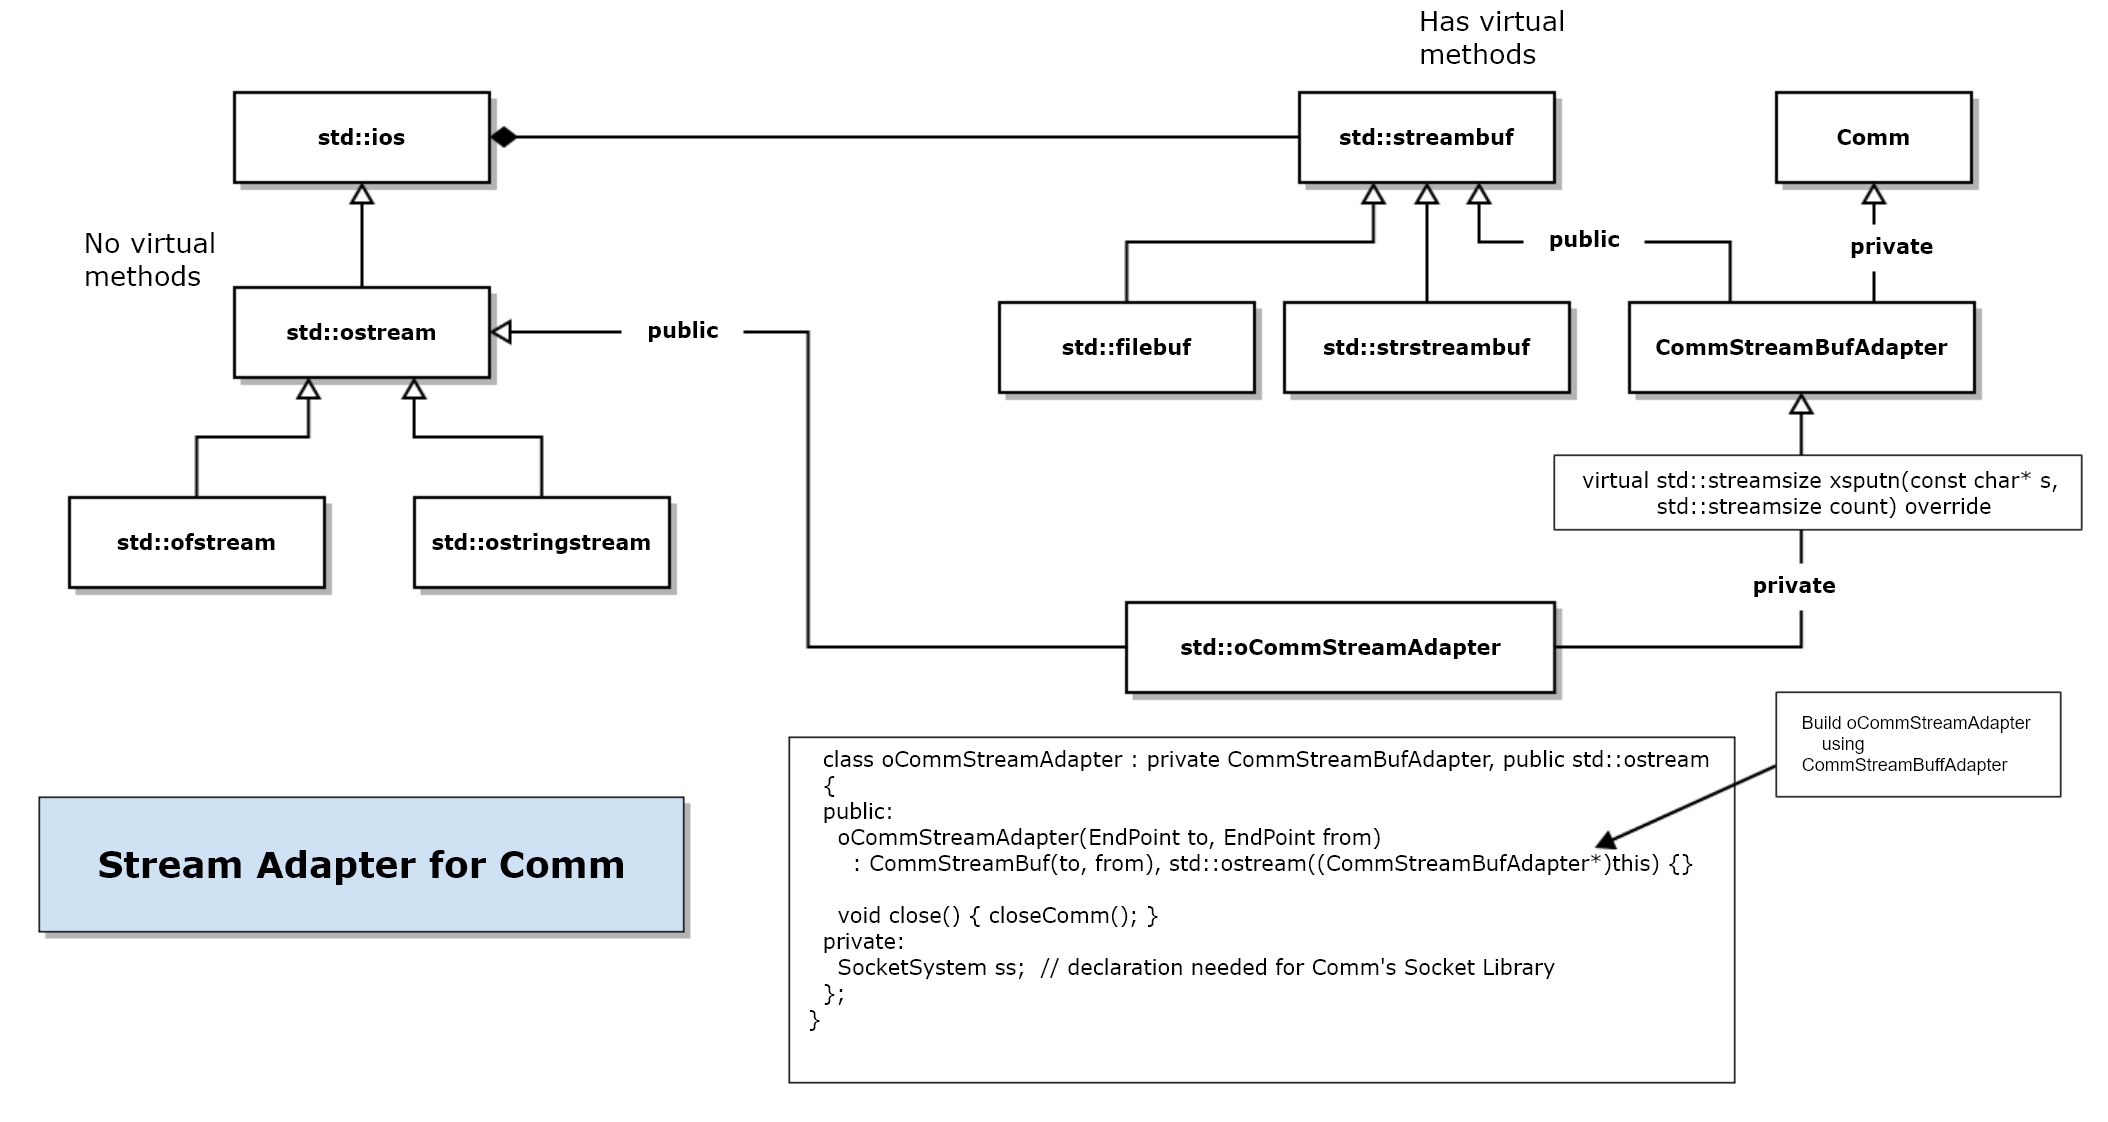 Has virtual
methods
std::ios
std::streambuf
Comm
No virtual
methods
public
private
std::ostream
public
std::filebuf
std::strstreambuf
CommStreamBufAdapter
virtual std::streamsize xsputn(const char* s,
std::streamsize count) override
std::ofstream
std::ostringstream
private
std::oCommStreamAdapter
Build oCommStreamAdapter
using
CommStreamBuffAdapter
class oCommStreamAdapter : private CommStreamBufAdapter, public std::ostream
{
public:
oCommStreamAdapter(EndPoint to, EndPoint from)
: CommStreamBuf(to, from), std::ostream((CommStreamBufAdapter*)this) {}
void close() { closeComm(); }
private:
SocketSystem ss;  // declaration needed for Comm's Socket Library
};
}
Stream Adapter for Comm